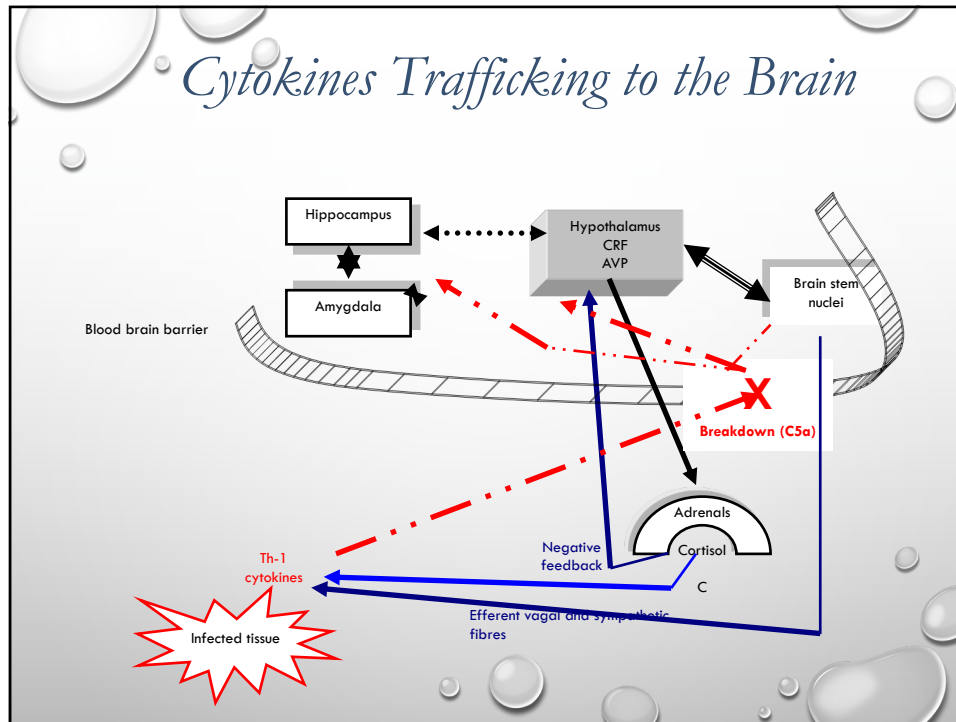 Cytokines Trafficking to the Brain
Hippocampus
Hypothalamus
CRF
AVP
Amygdala
Brain stem
nuclei
Blood brain barrier
X
Breakdown (C5a)
Adrenals
Cortisol
Negative
feedback
Th-1
cytokines
C
Efferent vagal and sympathetic
fibres
Infected tissue